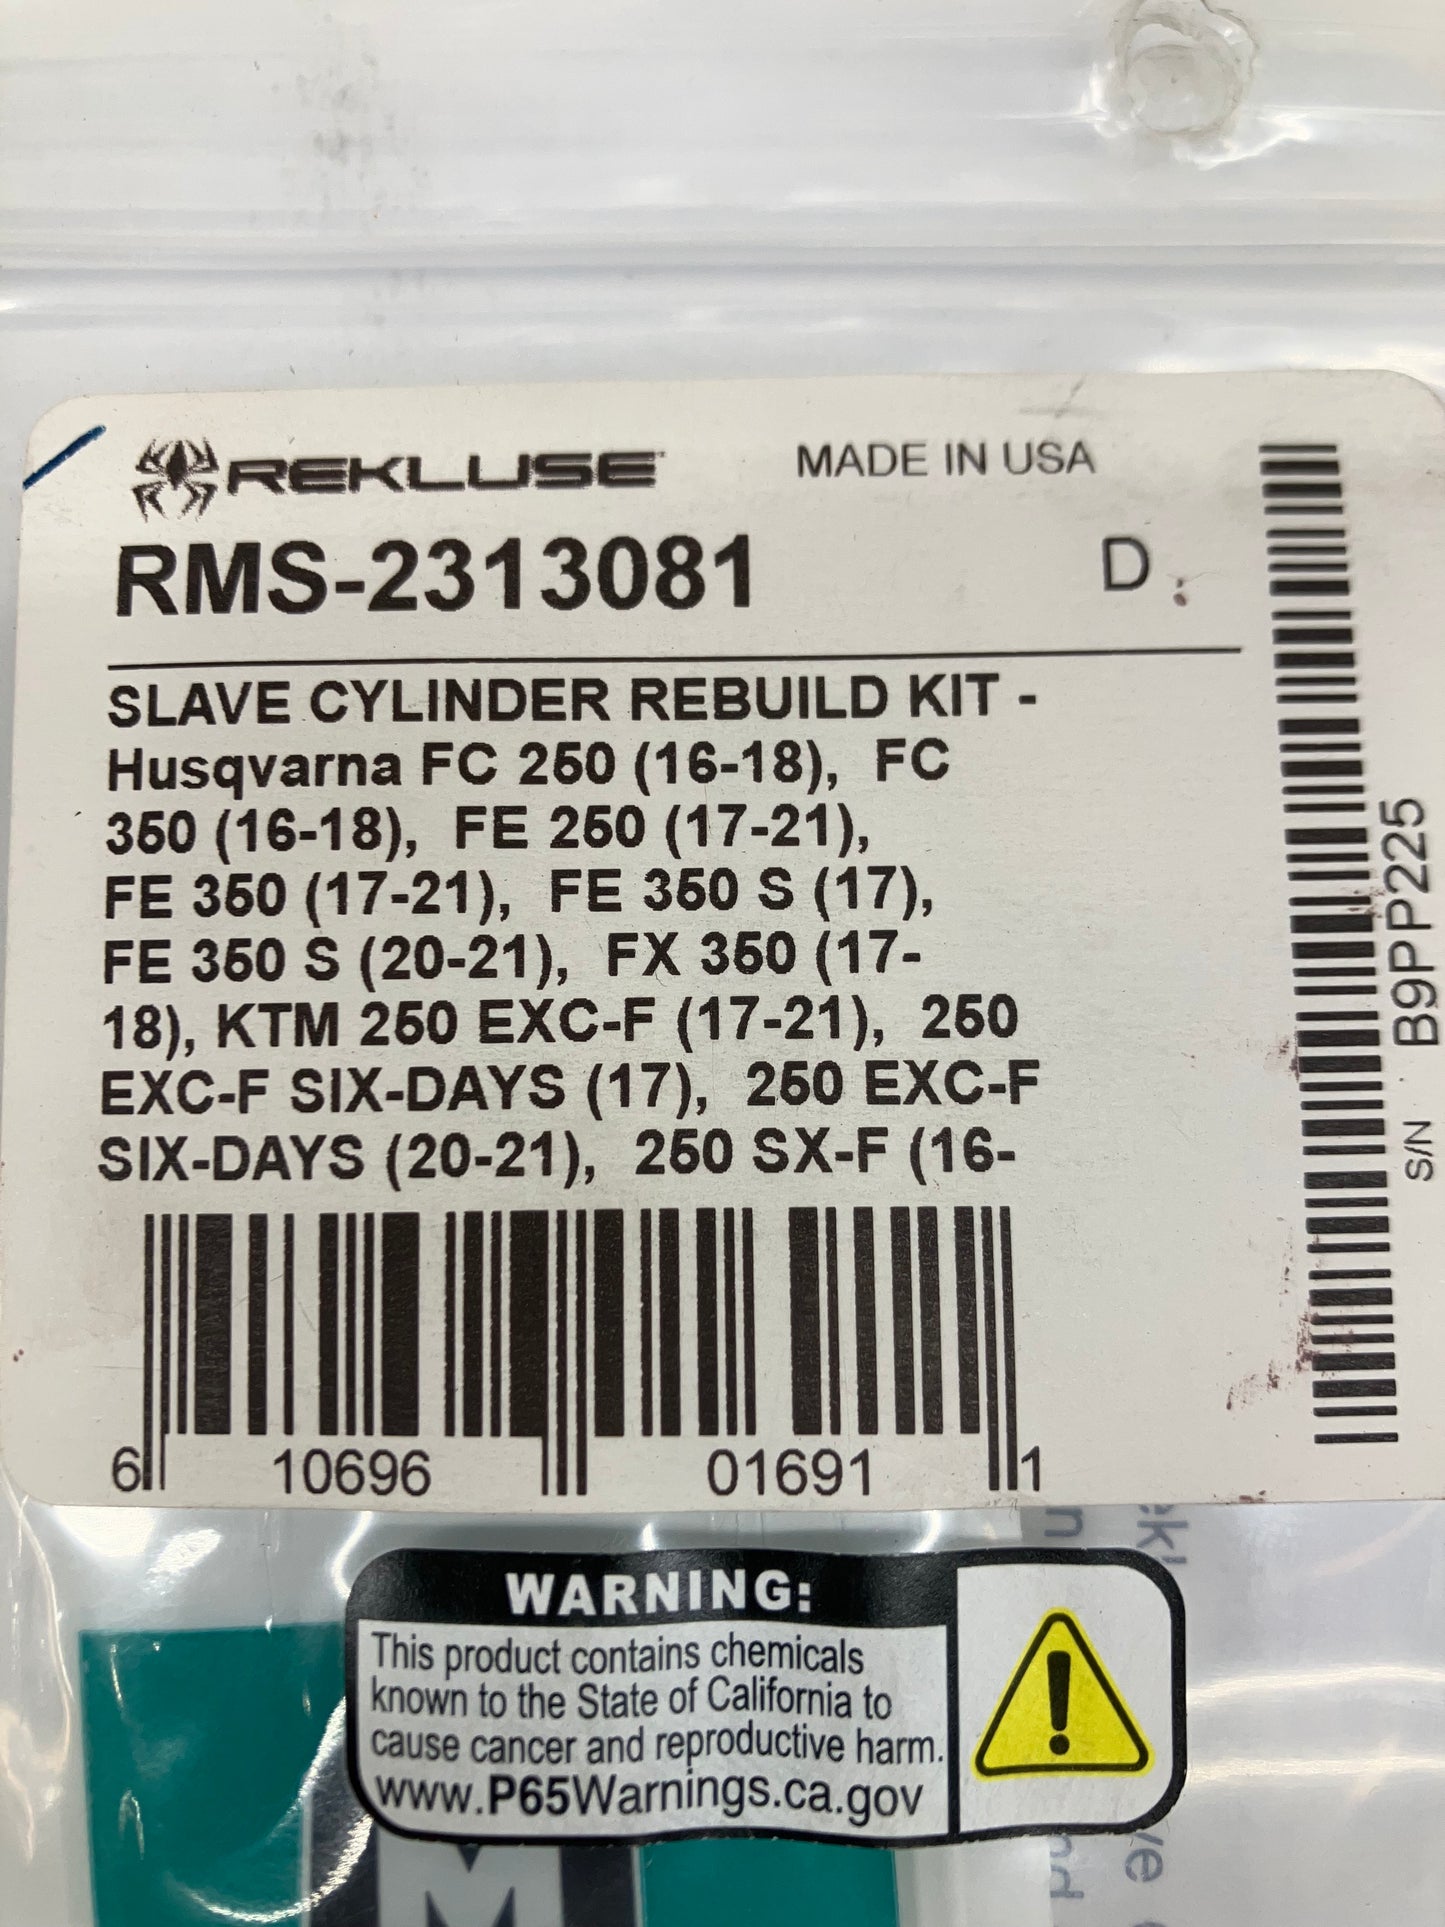 REKLUSE
MADE IN USA
RMS-2313081
D
SLAVE CYLINDER REBUILD KIT -
Husqvarna FC 250 (16-18), FC
350 (16-18), FE 250 (17-21),
FE 350 (17-21), FE 350 S (17),
FE 350 S (20-21), FX 350 (17-
18), KTM 250 EXC-F (17-21), 250
EXC-F SIX-DAYS (17), 250 EXC-F
SIX-DAYS (20-21), 250 SX-F (16-
6 10696 01691 1
S/N B9PP225
WARNING:
This product contains chemicals
known to the State of California to
cause cancer and reproductive harm.
www.P65Warnings.ca.gov